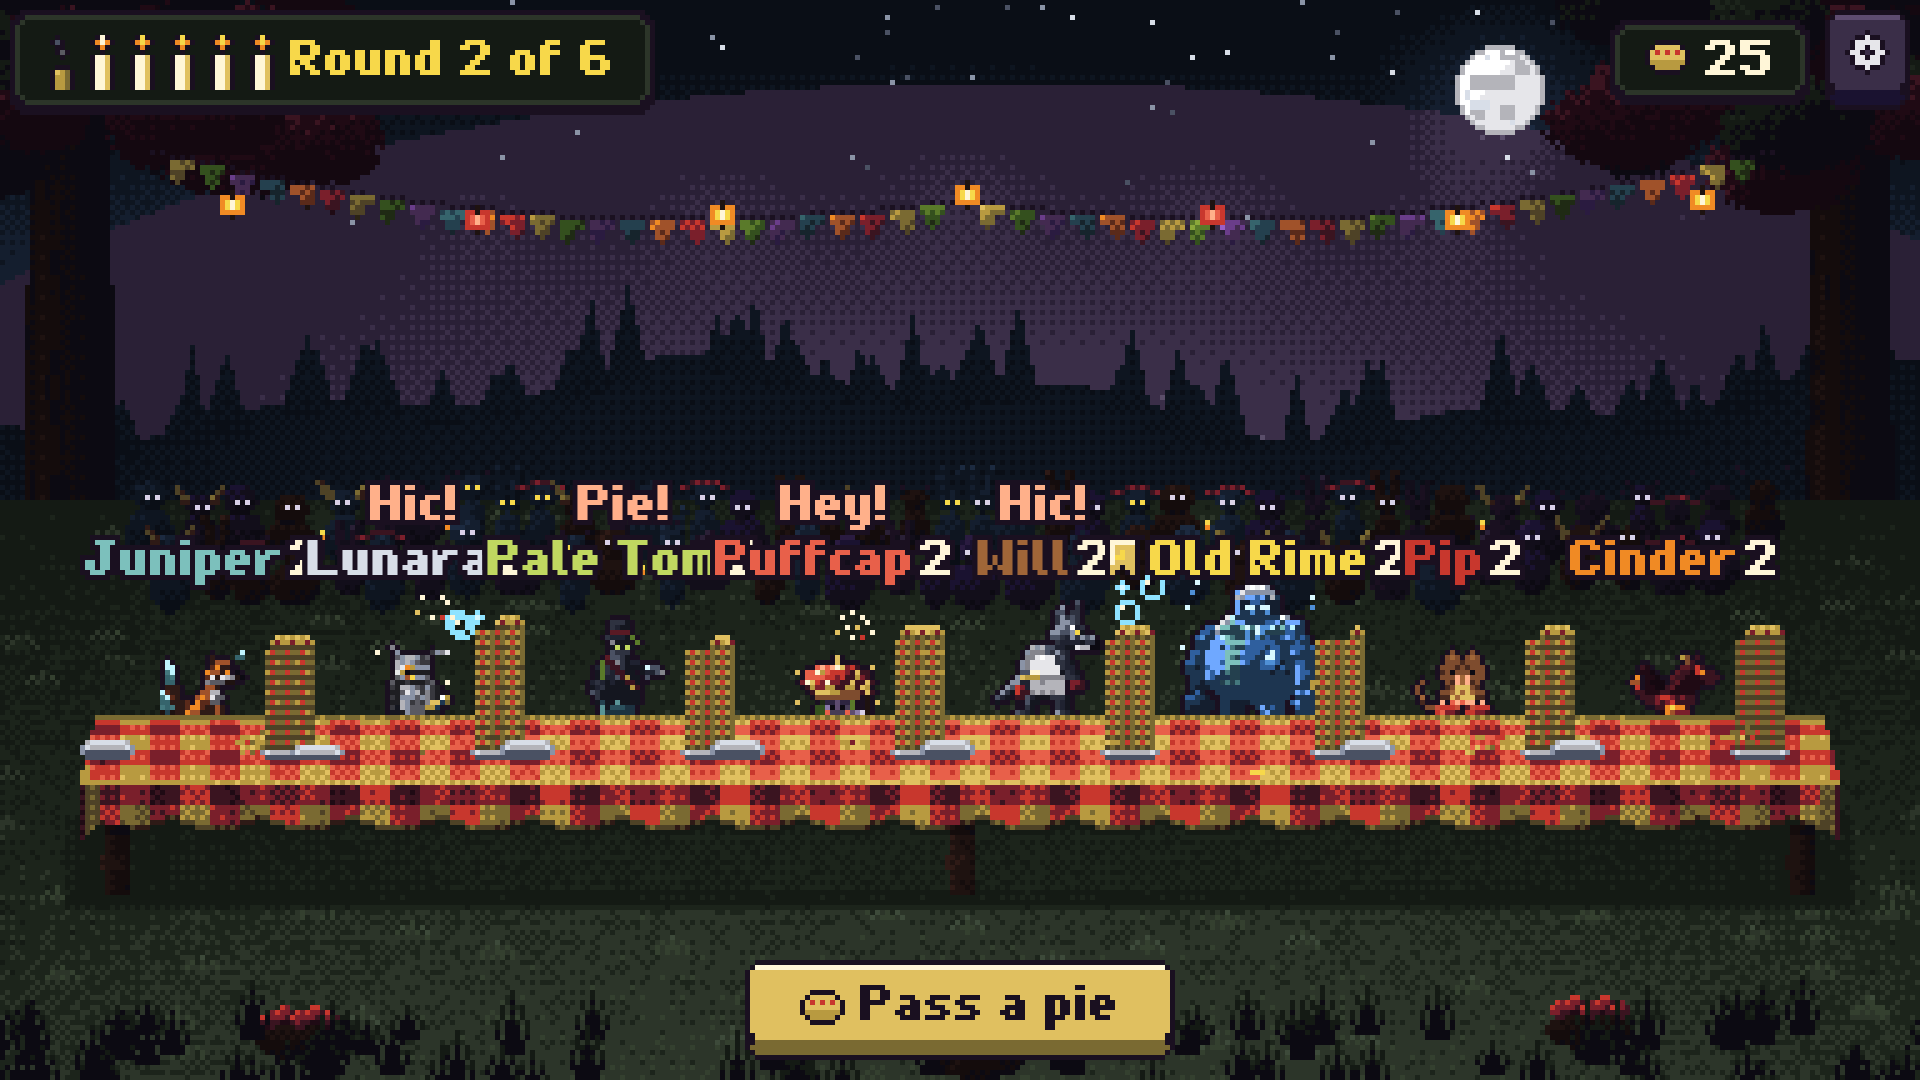 Round 2 of 6
25
Hic! Pie! Hey! Hic!
Juniper Lunara Pale Tom Puffcap 2 Will 2 Old Rime 2 Pip 2 Cinder 2
Pass a pie